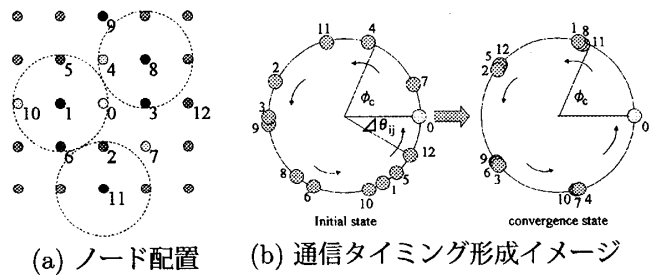 9
5 4 8
10 1 0 3 12
6 2 7
11
(a) ノード配置
11 4
2 7
ϕc
3 0
9 Δθij
12
8 5
6 10 1
Initial state
1 8
11
5 12
2
ϕc
0
9
6 3
10 7 4
convergence state
(b) 通信タイミング形成イメージ